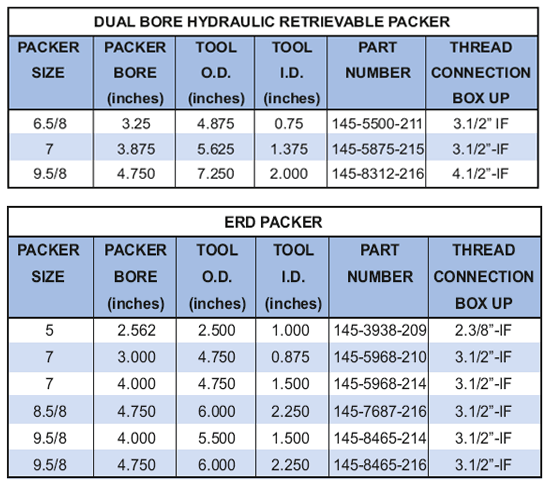 DUAL BORE HYDRAULIC RETRIEVABLE PACKER
PACKER PACKER TOOL TOOL PART THREAD
SIZE BORE O.D. I.D. NUMBER CONNECTION
(inches) (inches) BOX UP
6.5/8 3.25 4.875 0.75 145-5500-211 3.1/2” IF
7 3.875 5.625 1.375 145-5875-215 3.1/2”-IF
9.5/8 4.750 7.250 2.000 145-8312-216 4.1/2”-IF
ERD PACKER
PACKER PACKER TOOL TOOL PART THREAD
SIZE BORE O.D. I.D. NUMBER CONNECTION
(inches) (inches) BOX UP
5 2.562 2.500 1.000 145-3938-209 2.3/8”-IF
7 3.000 4.750 0.875 145-5968-210 3.1/2”-IF
7 4.000 4.750 1.500 145-5968-214 3.1/2”-IF
8.5/8 4.750 6.000 2.250 145-7687-216 3.1/2”-IF
9.5/8 4.000 5.500 1.500 145-8465-214 3.1/2”-IF
9.5/8 4.750 6.000 2.250 145-8465-216 3.1/2”-IF